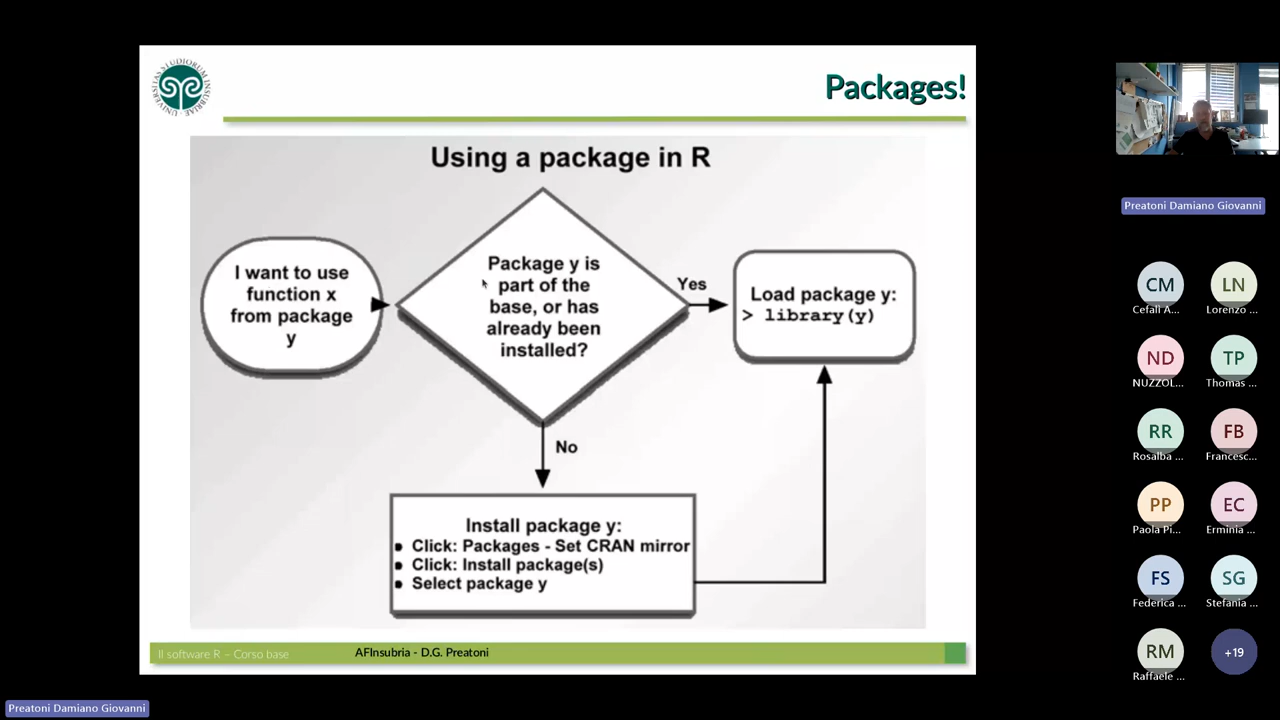 Packages!
Using a package in R
I want to use
function x
from package
y
Package y is
part of the
base, or has
already been
installed?
Yes
Load package y:
> library(y)
No
Install package y:
• Click: Packages - Set CRAN mirror
• Click: Install package(s)
• Select package y
Il software R – Corso base
AFInsubria - D.G. Preatoni
Preatoni Damiano Giovanni
CM
Cefalì A...
LN
Lorenzo ...
ND
NUZZOL...
TP
Thomas ...
RR
Rosalba ...
FB
Francesc...
PP
Paola Pi...
EC
Erminia ...
FS
Federica ...
SG
Stefania ...
RM
Raffaele ...
+19
Preatoni Damiano Giovanni